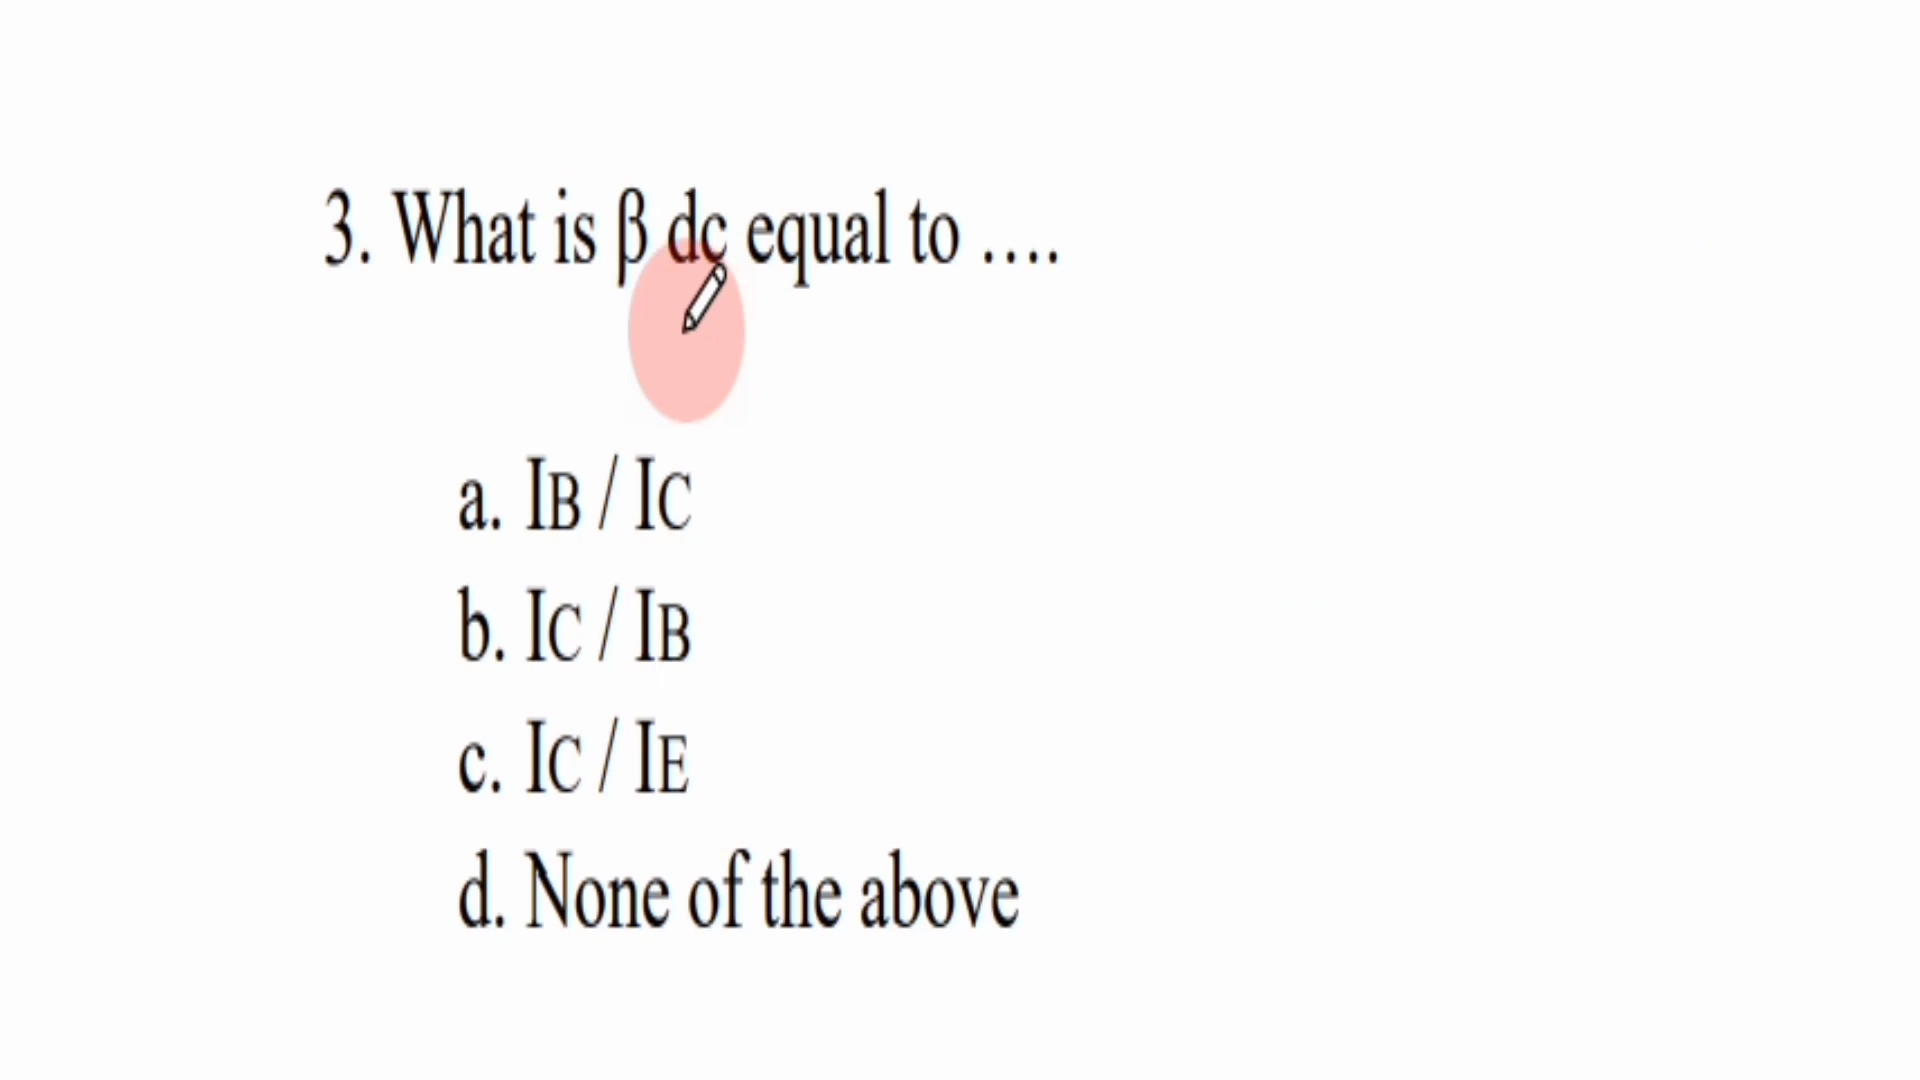 3. What is β dc equal to ....
a. IB / IC
b. IC / IB
c. IC / IE
d. None of the above